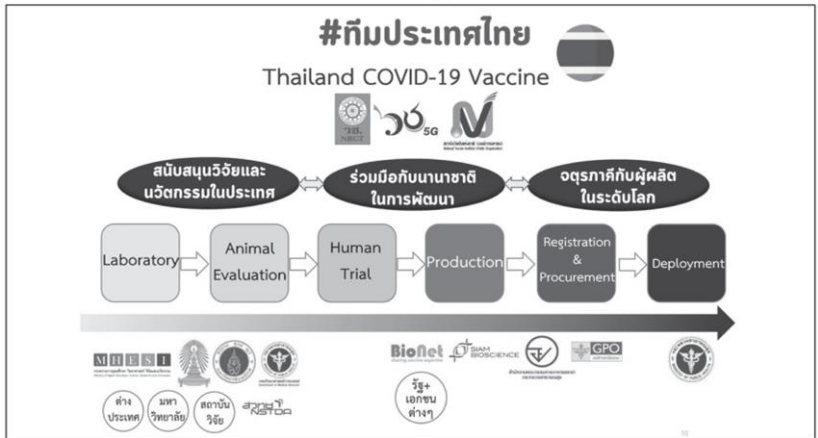 #ทีมประเทศไทย
Thailand COVID-19 Vaccine
วช.
NRCT
5G
สนับสนุนวิจัยและ
นวัตกรรมในประเทศ
ร่วมมือกับนานาชาติ
ในการพัฒนา
จตุรภาคีกับผู้ผลิต
ในระดับโลก
Laboratory
Animal
Evaluation
Human
Trial
Production
Registration
&
Procurement
Deployment
MHESI
BioNet
SIAM
BIOSCIENCE
GPO
ต่าง
ประเทศ
มหา
วิทยาลัย
สถาบัน
วิจัย
สวทช
NSTDA
รัฐ+
เอกชน
ต่างๆ